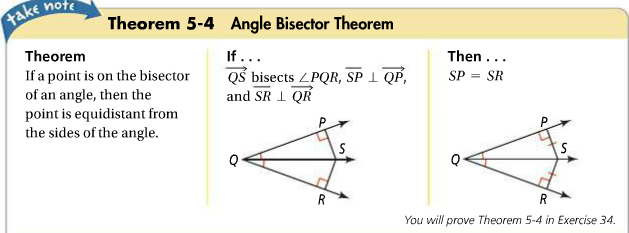 take note
Theorem 5-4 Angle Bisector Theorem
Theorem
If a point is on the bisector
of an angle, then the
point is equidistant from
the sides of the angle.
If . . .
QS bisects ∠PQR, SP ⊥ QP,
and SR ⊥ QR
P
Q
S
R
Then . . .
SP = SR
P
Q
S
R
You will prove Theorem 5-4 in Exercise 34.